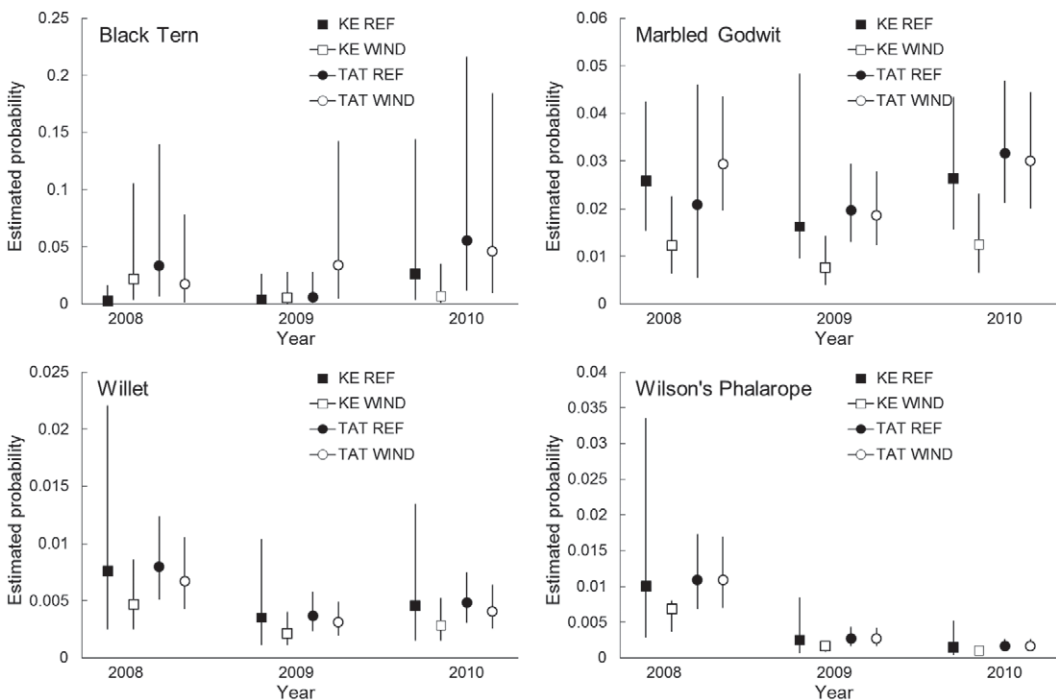 Black Tern
KE REF
KE WIND
TAT REF
TAT WIND
Estimated probability
0.25
0.2
0.15
0.1
0.05
0
2008
2009
2010
Year
Marbled Godwit
KE REF
KE WIND
TAT REF
TAT WIND
Estimated probability
0.06
0.05
0.04
0.03
0.02
0.01
0
2008
2009
2010
Year
Willet
KE REF
KE WIND
TAT REF
TAT WIND
Estimated probability
0.025
0.02
0.015
0.01
0.005
0
2008
2009
2010
Year
Wilson's Phalarope
KE REF
KE WIND
TAT REF
TAT WIND
Estimated probability
0.04
0.035
0.03
0.025
0.02
0.015
0.01
0.005
0
2008
2009
2010
Year